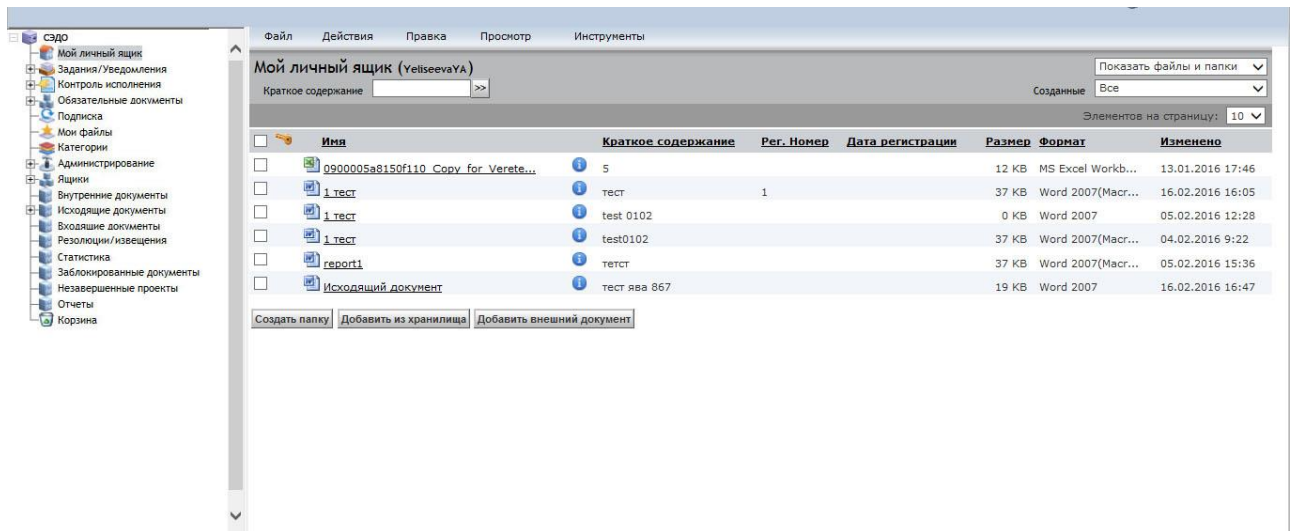 СЭДО
Мой личный ящик
Задания/Уведомления
Контроль исполнения
Обязательные документы
Подписка
Мои файлы
Категории
Администрирование
Ящики
Внутренние документы
Исходящие документы
Входящие документы
Резолюции/извещения
Статистика
Заблокированные документы
Незавершенные проекты
Отчеты
Корзина
Файл Действия Правка Просмотр Инструменты
Мой личный ящик (YeliseevaYA) Показать файлы и папки
Краткое содержание >> Созданные Все
Элементов на страницу: 10
Имя Краткое содержание Рег. Номер Дата регистрации Размер Формат Изменено
0900005a8150f110_Copy_for_Verete... 5 12 KB MS Excel Workb... 13.01.2016 17:46
1 тест тест 1 37 KB Word 2007(Macr... 16.02.2016 16:05
1 тест test 0102 0 KB Word 2007 05.02.2016 12:28
1 тест test0102 37 KB Word 2007(Macr... 04.02.2016 9:22
report1 тетст 37 KB Word 2007(Macr... 05.02.2016 15:36
Исходящий документ тест ява 867 19 KB Word 2007 16.02.2016 16:47
Создать папку Добавить из хранилища Добавить внешний документ